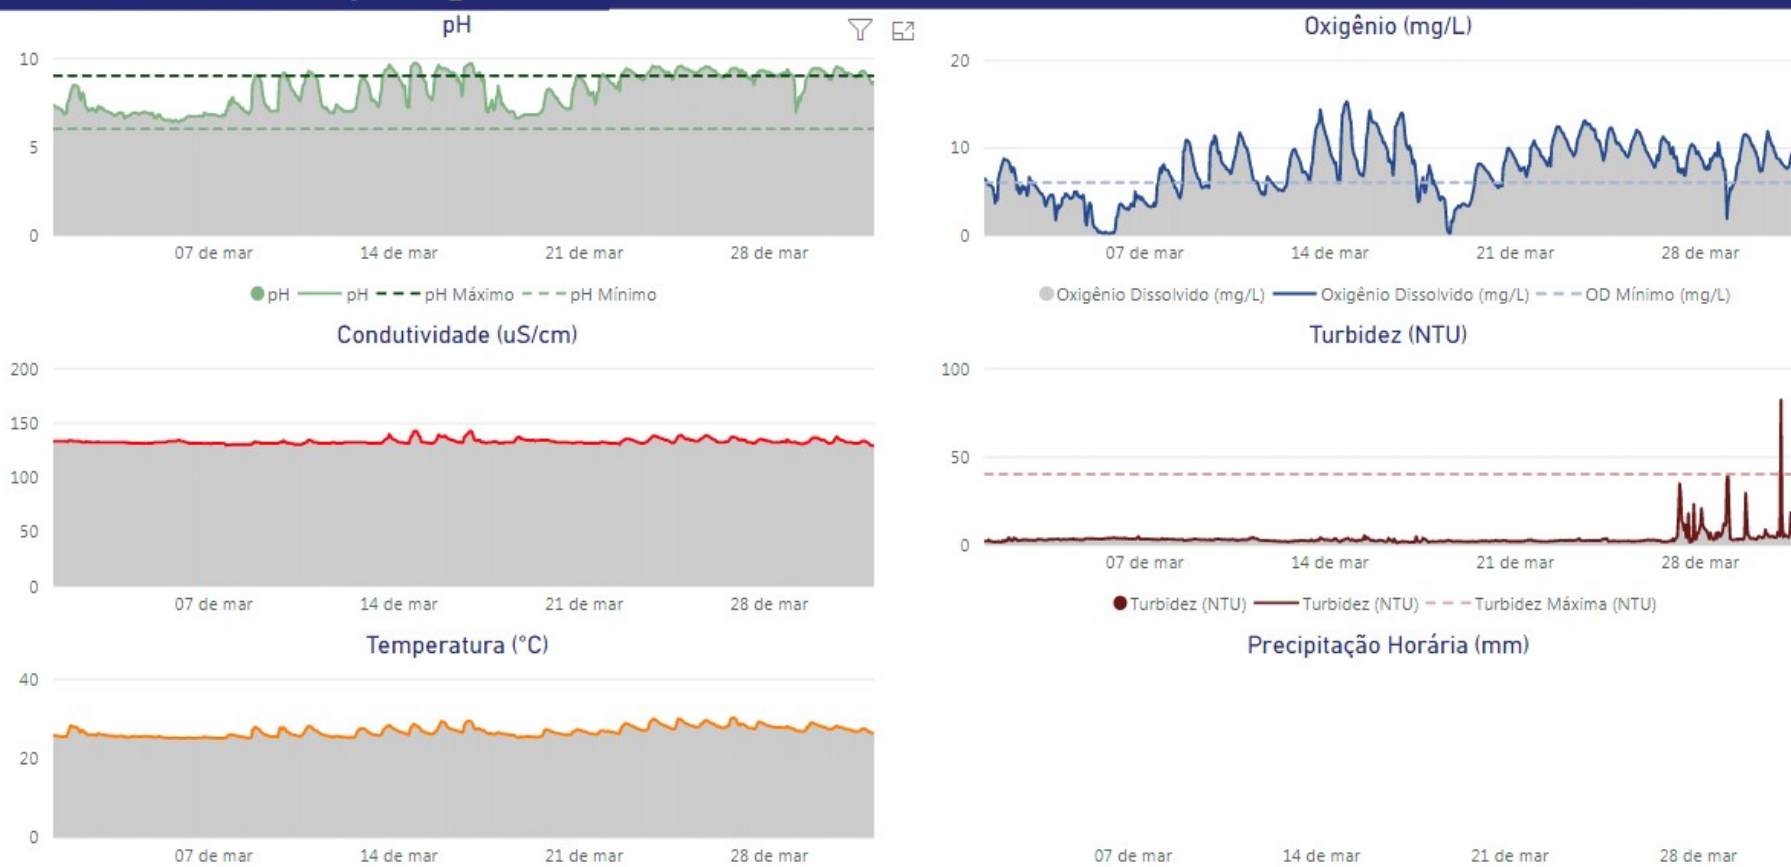 pH
10
5
0
07 de mar 14 de mar 21 de mar 28 de mar
pH pH pH Máximo pH Mínimo
Oxigênio (mg/L)
20
10
0
07 de mar 14 de mar 21 de mar 28 de mar
Oxigênio Dissolvido (mg/L) Oxigênio Dissolvido (mg/L) OD Mínimo (mg/L)
Condutividade (uS/cm)
200
150
100
50
0
07 de mar 14 de mar 21 de mar 28 de mar
Turbidez (NTU)
100
50
0
07 de mar 14 de mar 21 de mar 28 de mar
Turbidez (NTU) Turbidez (NTU) Turbidez Máxima (NTU)
Temperatura (°C)
40
20
0
07 de mar 14 de mar 21 de mar 28 de mar
Precipitação Horária (mm)
07 de mar 14 de mar 21 de mar 28 de mar